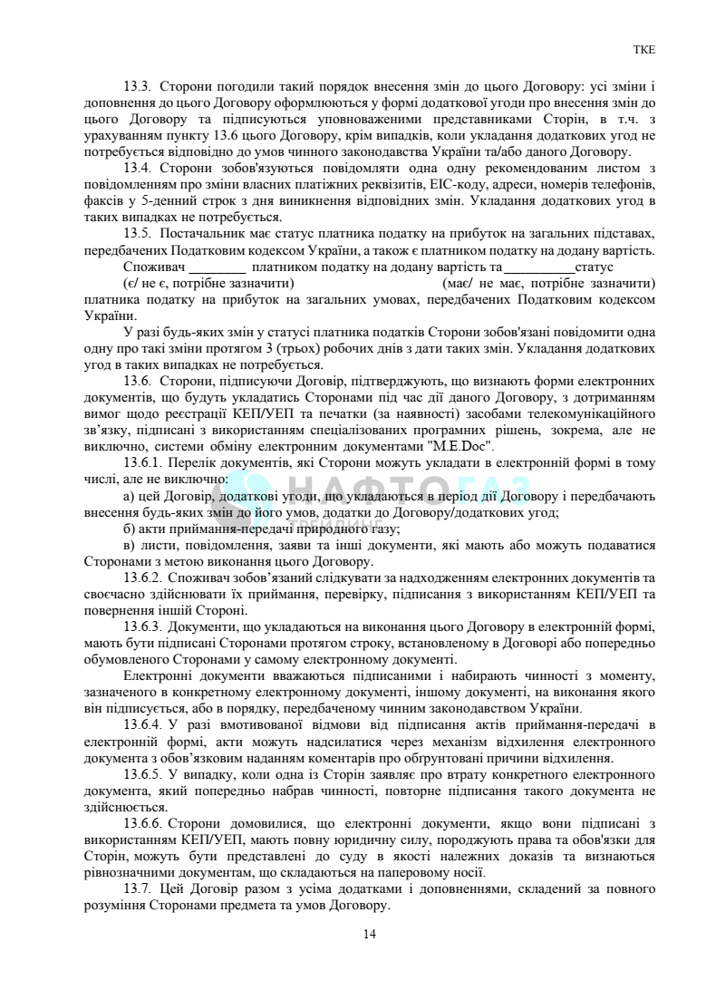 ТКЕ
13.3. Сторони погодили такий порядок внесення змін до цього Договору: усі зміни і
доповнення до цього Договору оформлюються у формі додаткової угоди про внесення змін до
цього Договору та підписуються уповноваженими представниками Сторін, в т.ч. з
урахуванням пункту 13.6 цього Договору, крім випадків, коли укладання додаткових угод не
потребується відповідно до умов чинного законодавства України та/або даного Договору.
13.4. Сторони зобов'язуються повідомляти одна одну рекомендованим листом з
повідомленням про зміни власних платіжних реквізитів, ЕІС-коду, адреси, номерів телефонів,
факсів у 5-денний строк з дня виникнення відповідних змін. Укладання додаткових угод в
таких випадках не потребується.
13.5. Постачальник має статус платника податку на прибуток на загальних підставах,
передбачених Податковим кодексом України, а також є платником податку на додану вартість.
Споживач ________ платником податку на додану вартість та__________статус
(є/ не є, потрібне зазначити) (має/ не має, потрібне зазначити)
платника податку на прибуток на загальних умовах, передбачених Податковим кодексом
України.
У разі будь-яких змін у статусі платника податків Сторони зобов'язані повідомити одна
одну про такі зміни протягом 3 (трьох) робочих днів з дати таких змін. Укладання додаткових
угод в таких випадках не потребується.
13.6. Сторони, підписуючи Договір, підтверджують, що визнають форми електронних
документів, що будуть укладатись Сторонами під час дії даного Договору, з дотриманням
вимог щодо реєстрації КЕП/УЕП та печатки (за наявності) засобами телекомунікаційного
зв’язку, підписані з використанням спеціалізованих програмних рішень, зокрема, але не
виключно, системи обміну електронним документами "M.E.Doc".
13.6.1. Перелік документів, які Сторони можуть укладати в електронній формі в тому
числі, але не виключно:
НАФТОГАЗ
а) цей Договір, додаткові угоди, що укладаються в період дії Договору і передбачають
внесення будь-яких змін до його умов, додатки до Договору/додаткових угод;
ТРЕЙДИНГ
б) акти приймання-передачі природного газу;
в) листи, повідомлення, заяви та інші документи, які мають або можуть подаватися
Сторонами з метою виконання цього Договору.
13.6.2. Споживач зобов’язаний слідкувати за надходженням електронних документів та
своєчасно здійснювати їх приймання, перевірку, підписання з використанням КЕП/УЕП та
повернення іншій Стороні.
13.6.3. Документи, що укладаються на виконання цього Договору в електронній формі,
мають бути підписані Сторонами протягом строку, встановленому в Договорі або попередньо
обумовленого Сторонами у самому електронному документі.
Електронні документи вважаються підписаними і набирають чинності з моменту,
зазначеного в конкретному електронному документі, іншому документі, на виконання якого
він підписується, або в порядку, передбаченому чинним законодавством України.
13.6.4. У разі вмотивованої відмови від підписання актів приймання-передачі в
електронній формі, акти можуть надсилатися через механізм відхилення електронного
документа з обов’язковим наданням коментарів про обґрунтовані причини відхилення.
13.6.5. У випадку, коли одна із Сторін заявляє про втрату конкретного електронного
документа, який попередньо набрав чинності, повторне підписання такого документа не
здійснюється.
13.6.6. Сторони домовилися, що електронні документи, якщо вони підписані з
використанням КЕП/УЕП, мають повну юридичну силу, породжують права та обов'язки для
Сторін, можуть бути представлені до суду в якості належних доказів та визнаються
рівнозначними документам, що складаються на паперовому носії.
13.7. Цей Договір разом з усіма додатками і доповненнями, складений за повного
розуміння Сторонами предмета та умов Договору.
14